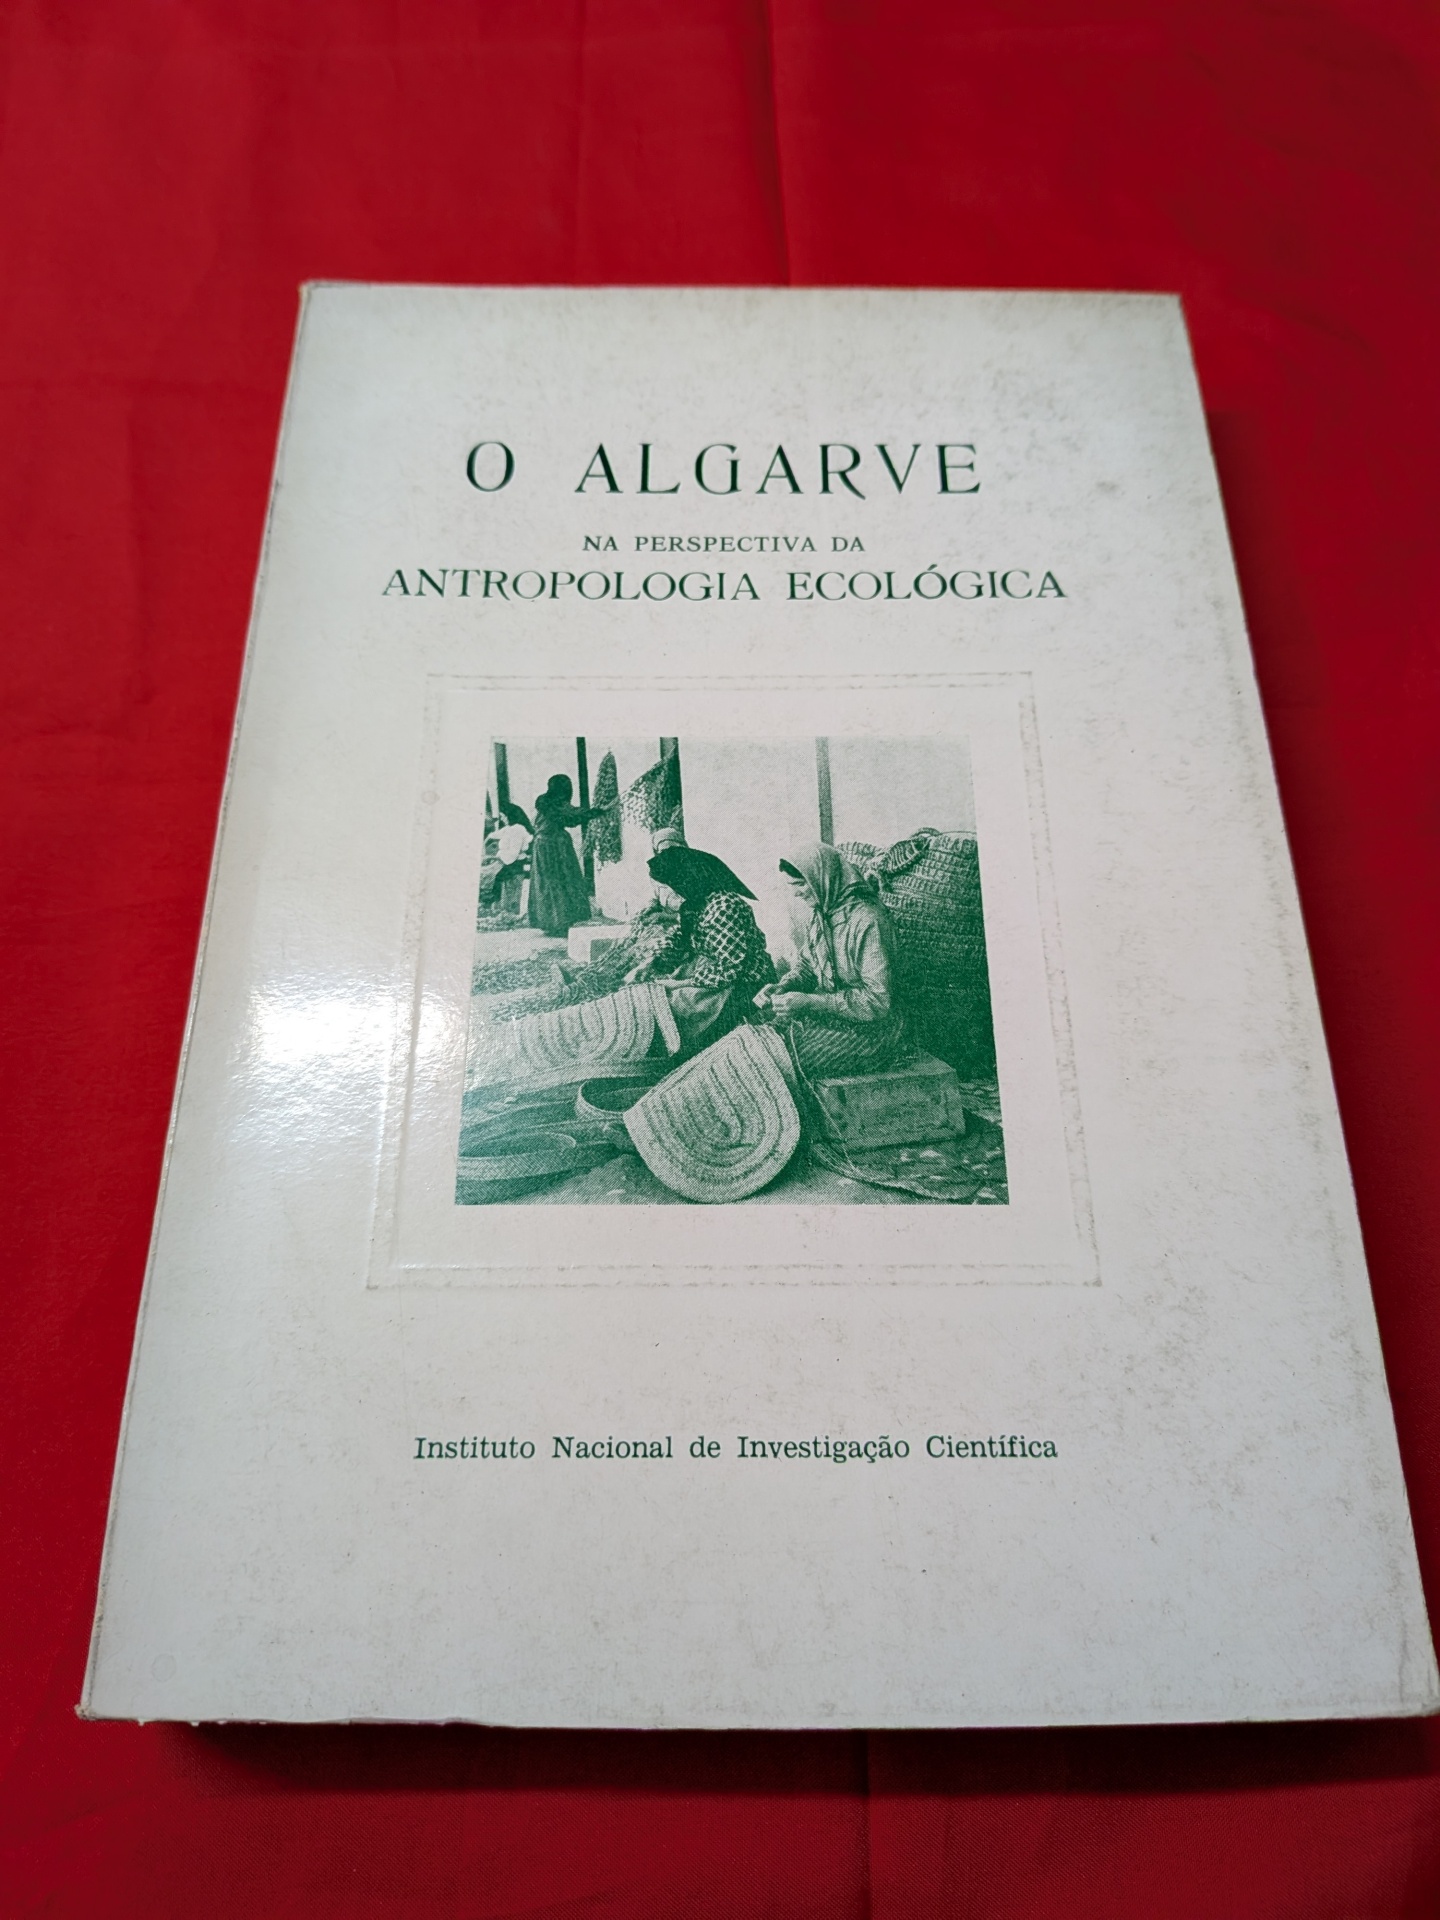 O ALGARVE
NA PERSPECTIVA DA
ANTROPOLOGIA ECOLÓGICA
Instituto Nacional de Investigação Científica